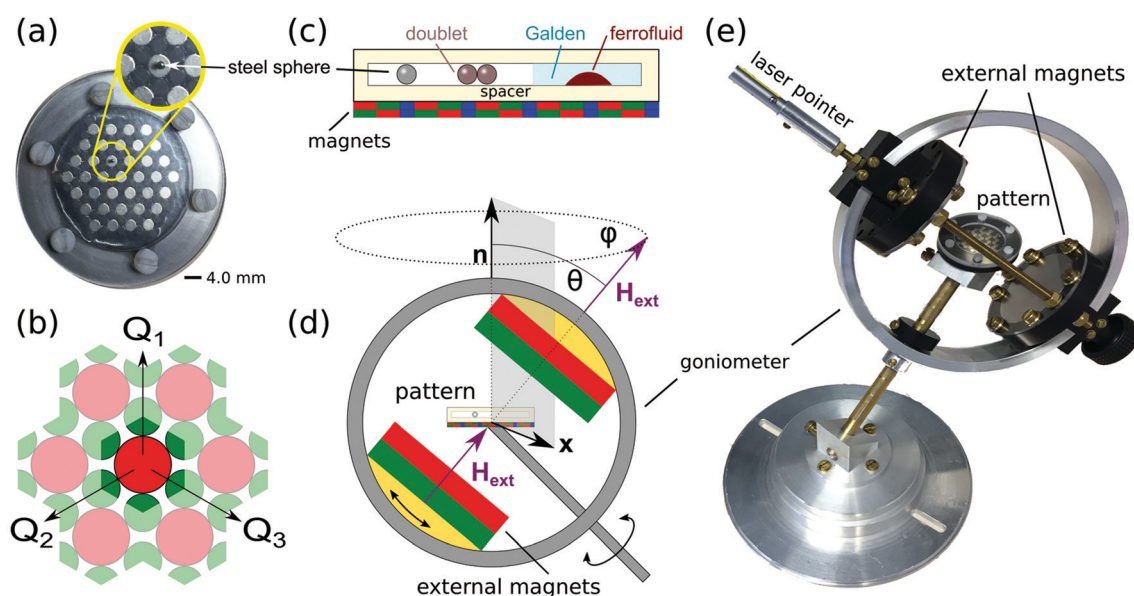 (a)
steel sphere
4.0 mm
(b)
Q1
Q2
Q3
(c)
doublet
Galden
ferrofluid
spacer
magnets
(d)
n
φ
θ
Hext
pattern
x
Hext
external magnets
(e)
laser pointer
external magnets
pattern
goniometer